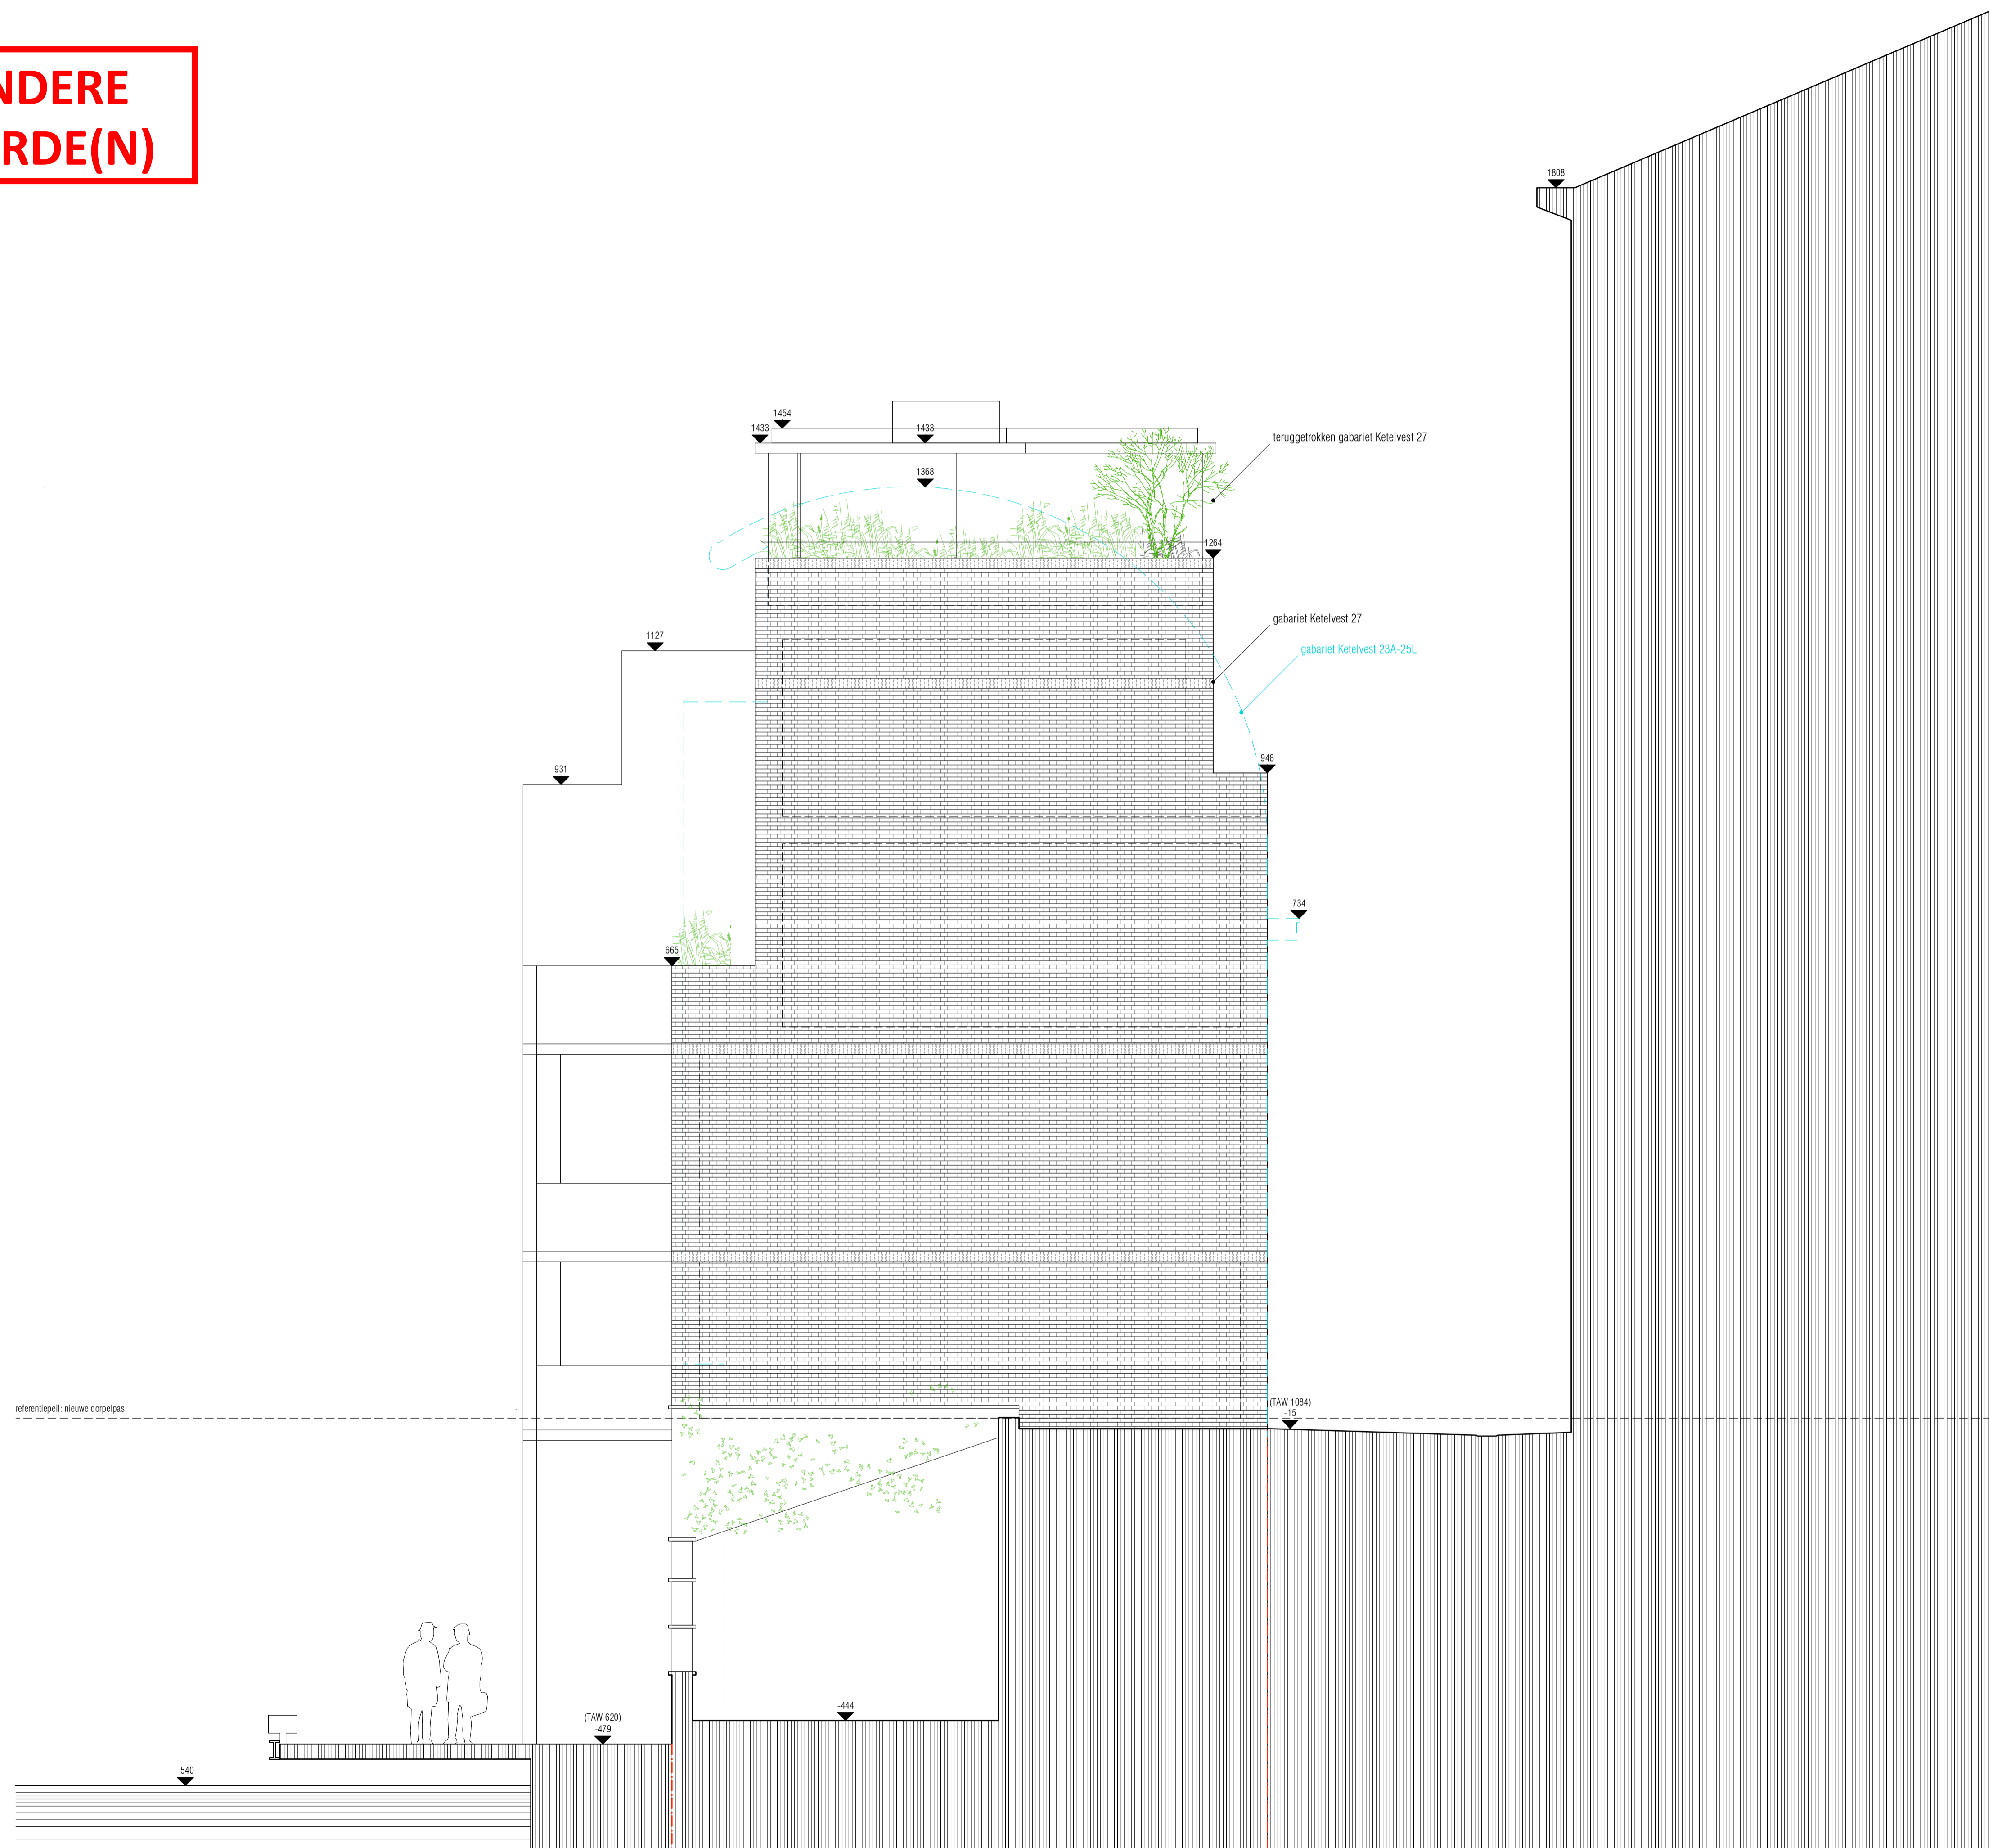 NDERE
RDE(N)
1808
1454
1433
1433
teruggetrokken gabariet Ketelvest 27
1368
1264
gabariet Ketelvest 27
1127
gabariet Ketelvest 23A-25L
948
931
734
665
(TAW 1084)
-15
referentiepeil: nieuwe dorpelpas
-444
(TAW 620)
-479
-540